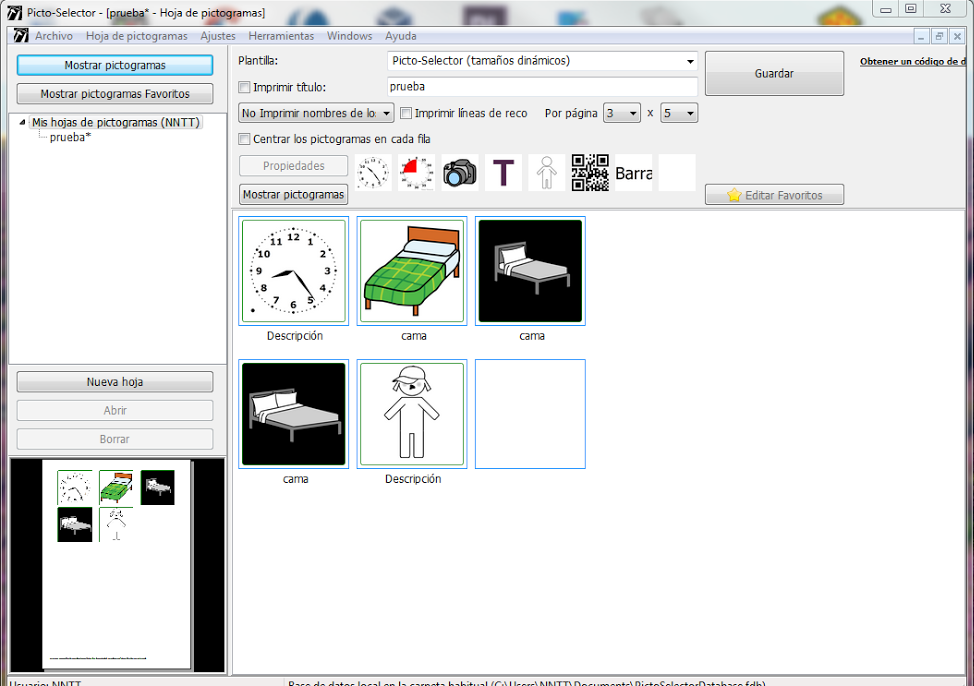 Picto-Selector - [prueba* - Hoja de pictogramas]
Archivo Hoja de pictogramas Ajustes Herramientas Windows Ayuda
Mostrar pictogramas
Mostrar pictogramas Favoritos
Mis hojas de pictogramas (NNTT)
prueba*
Nueva hoja
Abrir
Borrar
Plantilla: Picto-Selector (tamaños dinámicos)
Imprimir título: prueba
No Imprimir nombres de lo Imprimir líneas de reco Por página 3 x 5
Centrar los pictogramas en cada fila
Propiedades T Barra
Mostrar pictogramas
Guardar
Obtener un código de d
Editar Favoritos
12 1 2 3 4 5 6 7 8 9 10 11
Descripción cama cama
cama Descripción
Usuario: NNTT Base de datos local en la carpeta habitual (C:\Users\NNTT\Documents\PictoSelectorDatabase.fdb)